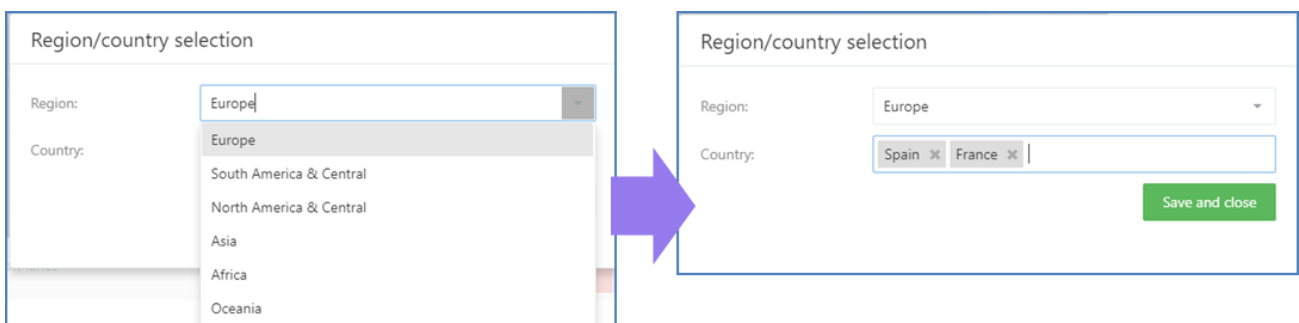 Region/country selection
Region:
Europe
Country:
Europe
South America & Central
North America & Central
Asia
Africa
Oceania
Region/country selection
Region:
Europe
Country:
Spain × France ×
Save and close